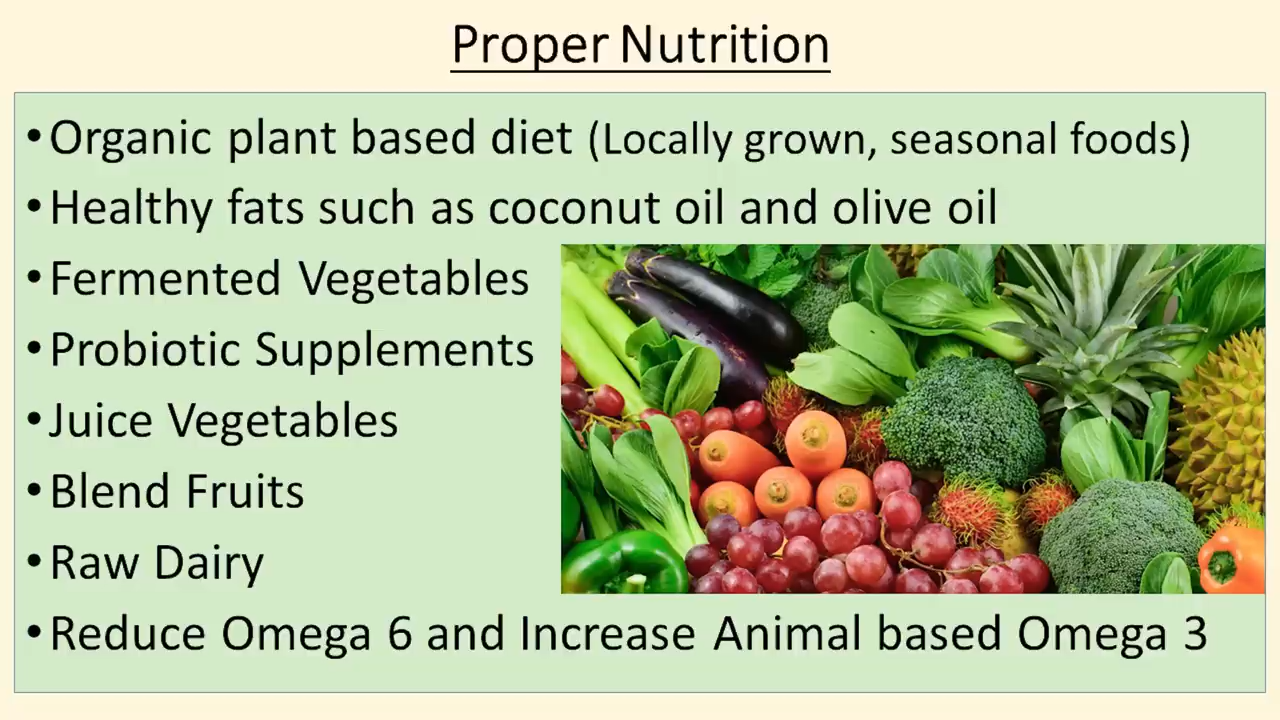 Proper Nutrition
•Organic plant based diet (Locally grown, seasonal foods)
•Healthy fats such as coconut oil and olive oil
•Fermented Vegetables
•Probiotic Supplements
•Juice Vegetables
•Blend Fruits
•Raw Dairy
•Reduce Omega 6 and Increase Animal based Omega 3